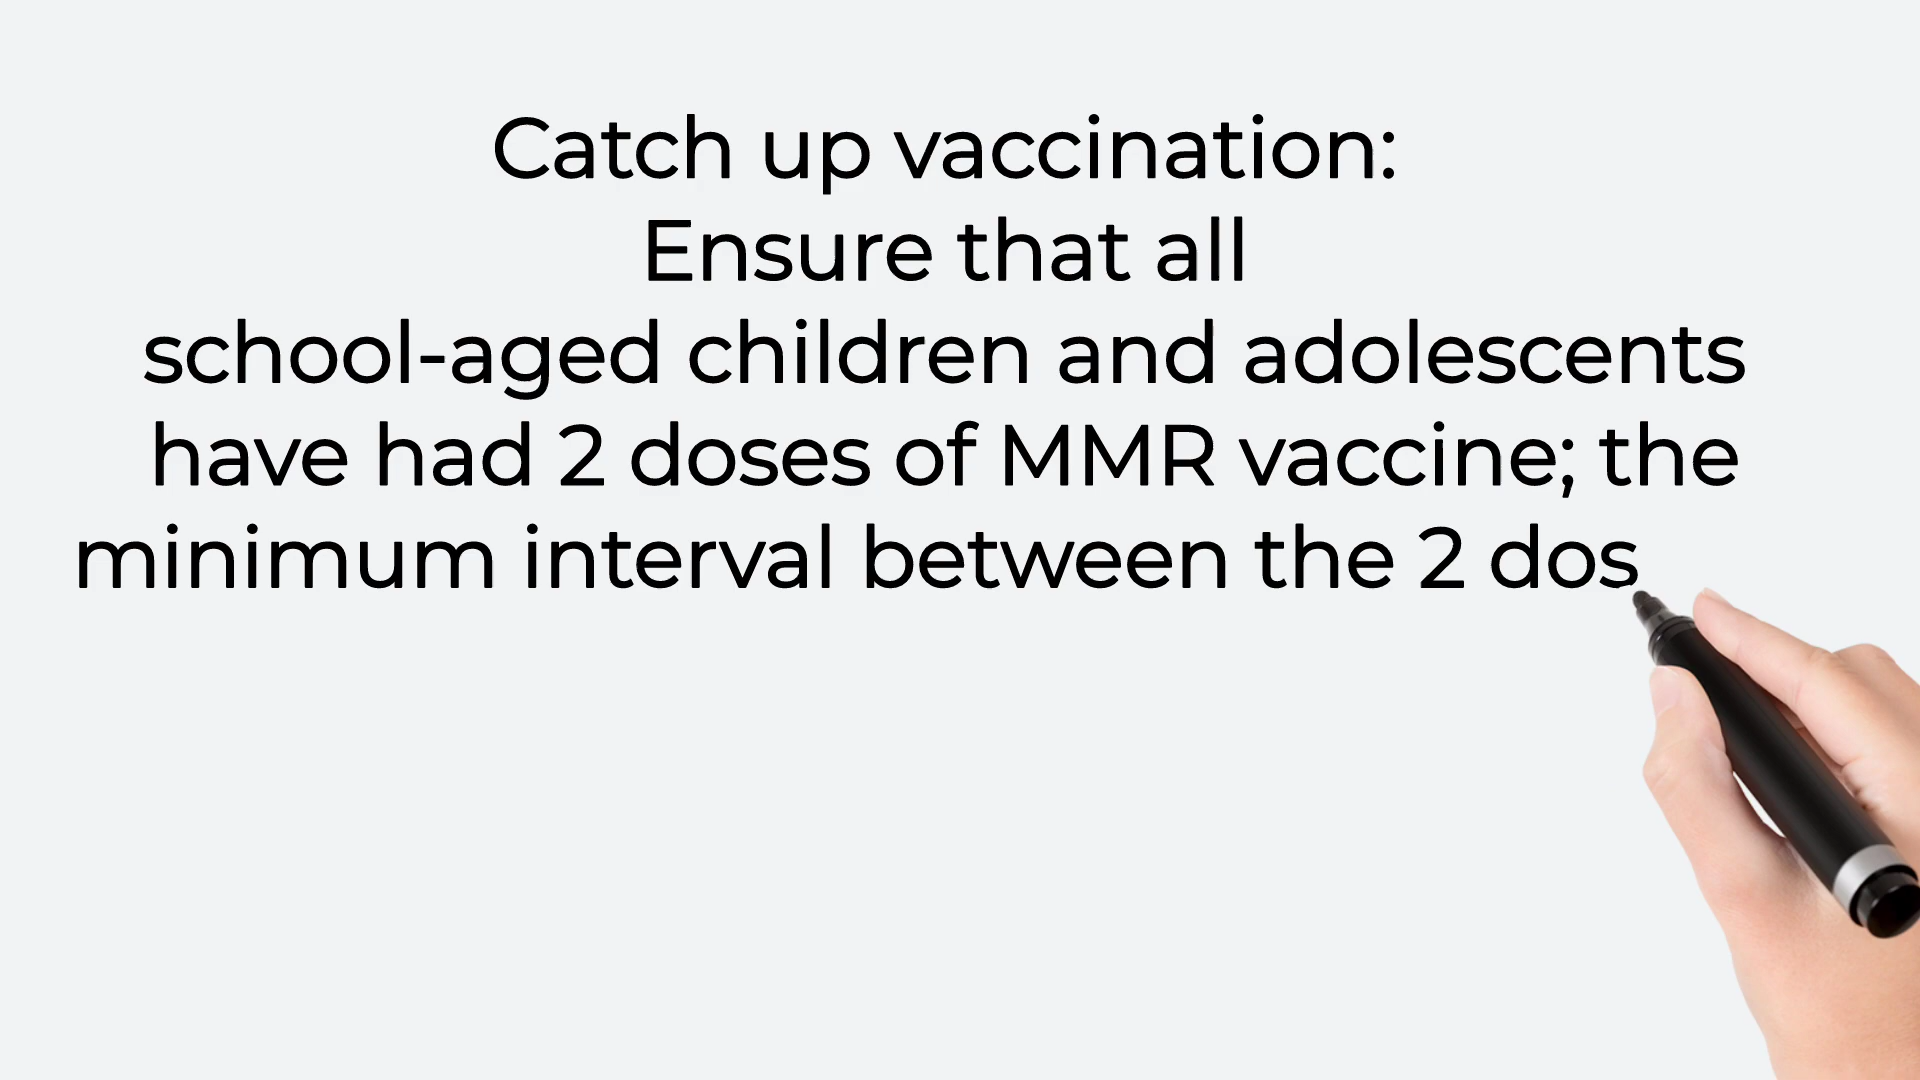 Catch up vaccination:
Ensure that all
school-aged children and adolescents
have had 2 doses of MMR vaccine; the
minimum interval between the 2 dos